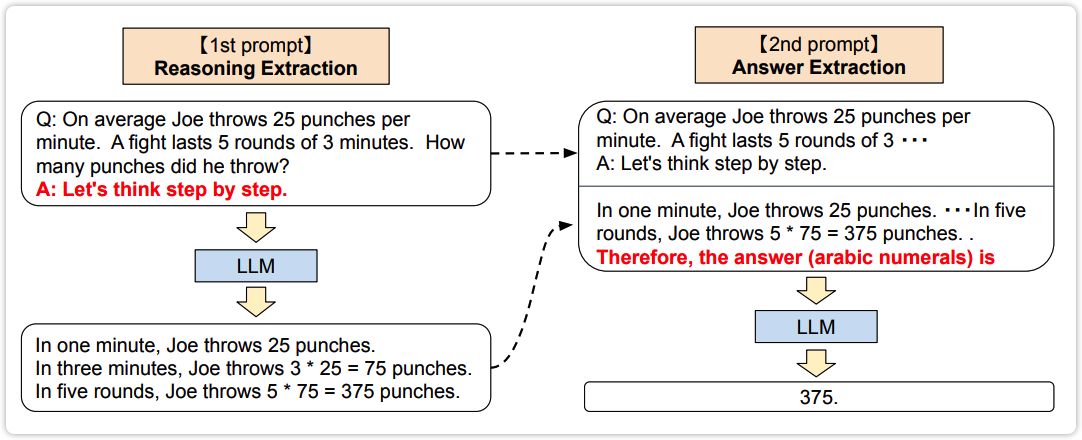 【1st prompt】
Reasoning Extraction
Q: On average Joe throws 25 punches per
minute.  A fight lasts 5 rounds of 3 minutes.  How
many punches did he throw?
A: Let's think step by step.
LLM
In one minute, Joe throws 25 punches.
In three minutes, Joe throws 3 * 25 = 75 punches.
In five rounds, Joe throws 5 * 75 = 375 punches.
【2nd prompt】
Answer Extraction
Q: On average Joe throws 25 punches per
minute.  A fight lasts 5 rounds of 3 ･･･
A: Let's think step by step.
In one minute, Joe throws 25 punches. ･･･In five
rounds, Joe throws 5 * 75 = 375 punches. .
Therefore, the answer (arabic numerals) is
LLM
375.